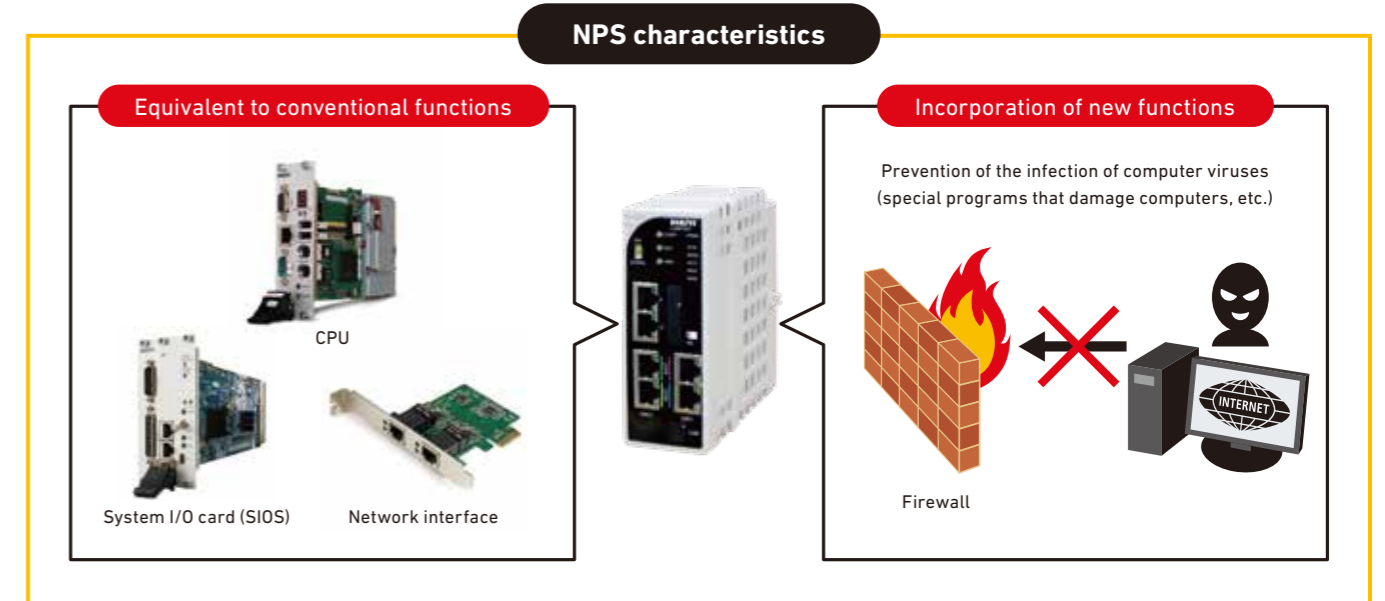 NPS characteristics
Equivalent to conventional functions
CPU
System I/O card (SIOS)
Network interface
Incorporation of new functions
Prevention of the infection of computer viruses
(special programs that damage computers, etc.)
INTERNET
Firewall